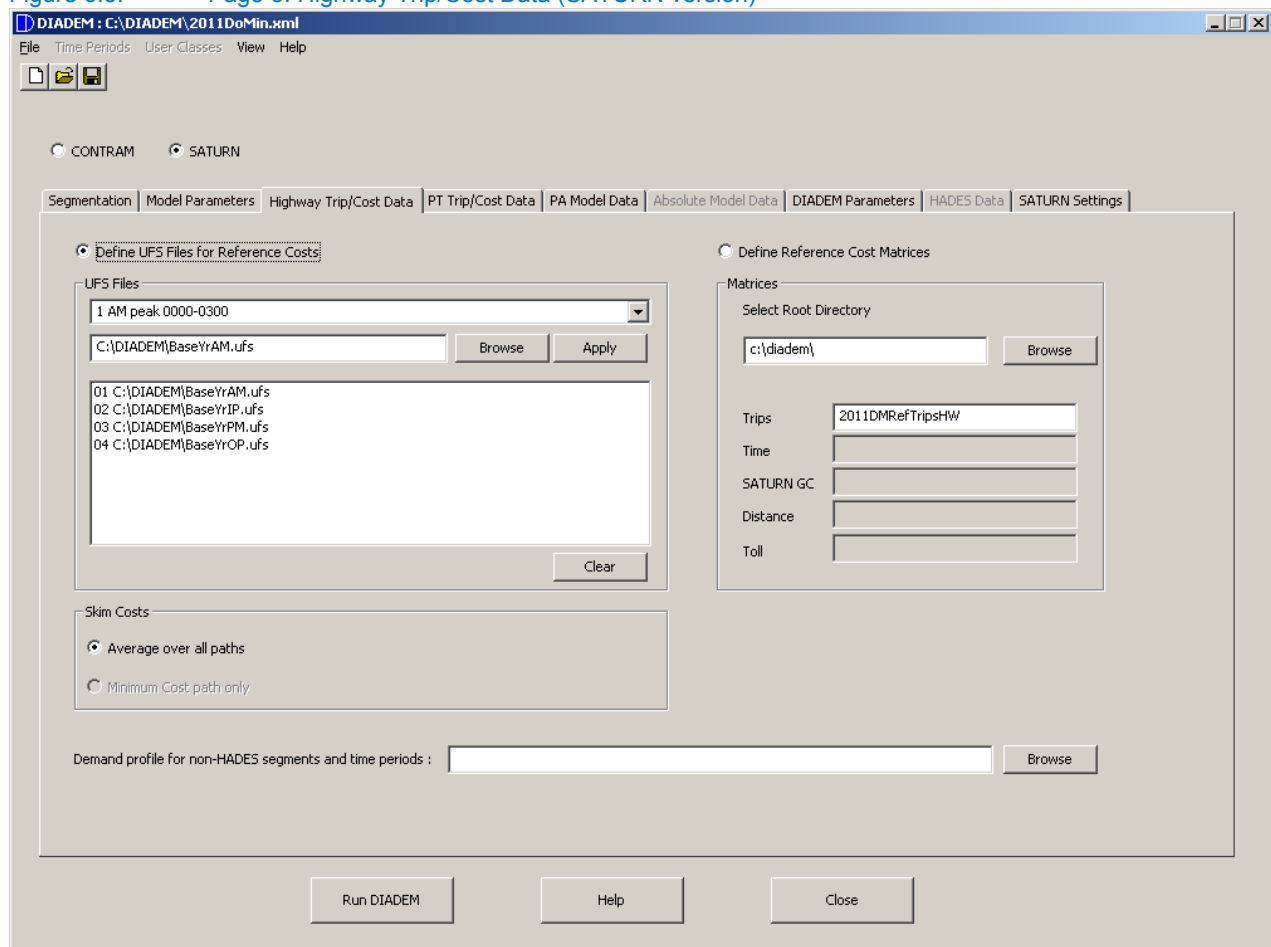 Figure 6.6: Page 3: Highway Trip/Cost Data (SATURN version)
DIADEM : C:\DIADEM\2011DoMin.xml
File Time Periods User Classes View Help
CONTRAM SATURN
Segmentation Model Parameters Highway Trip/Cost Data PT Trip/Cost Data PA Model Data Absolute Model Data DIADEM Parameters HADES Data SATURN Settings
Define UFS Files for Reference Costs Define Reference Cost Matrices
UFS Files
1 AM peak 0000-0300
C:\DIADEM\BaseYrAM.ufs Browse Apply
01 C:\DIADEM\BaseYrAM.ufs
02 C:\DIADEM\BaseYrIP.ufs
03 C:\DIADEM\BaseYrPM.ufs
04 C:\DIADEM\BaseYrOP.ufs
Clear
Matrices
Select Root Directory
c:\diadem\ Browse
Trips 2011DMRefTripsHW
Time
SATURN GC
Distance
Toll
Skim Costs
Average over all paths
Minimum Cost path only
Demand profile for non-HADES segments and time periods : Browse
Run DIADEM Help Close